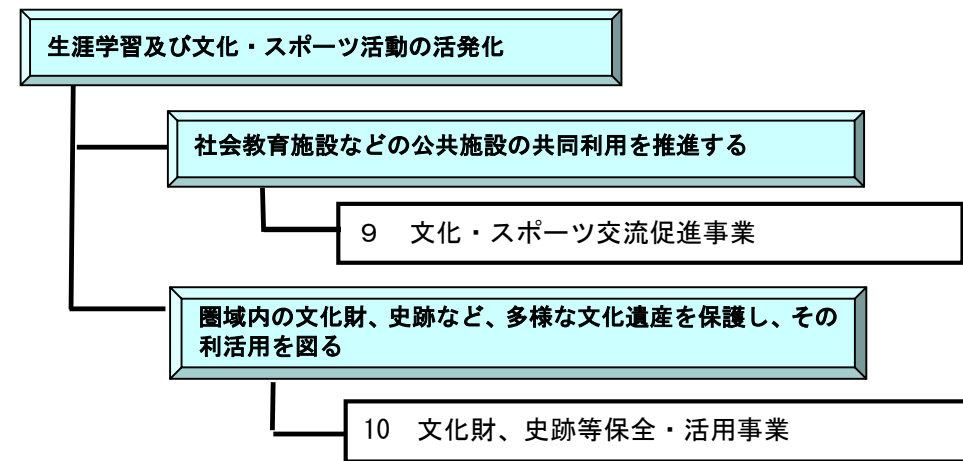 生涯学習及び文化・スポーツ活動の活発化
社会教育施設などの公共施設の共同利用を推進する
９　文化・スポーツ交流促進事業
圏域内の文化財、史跡など、多様な文化遺産を保護し、その
利活用を図る
10　文化財、史跡等保全・活用事業